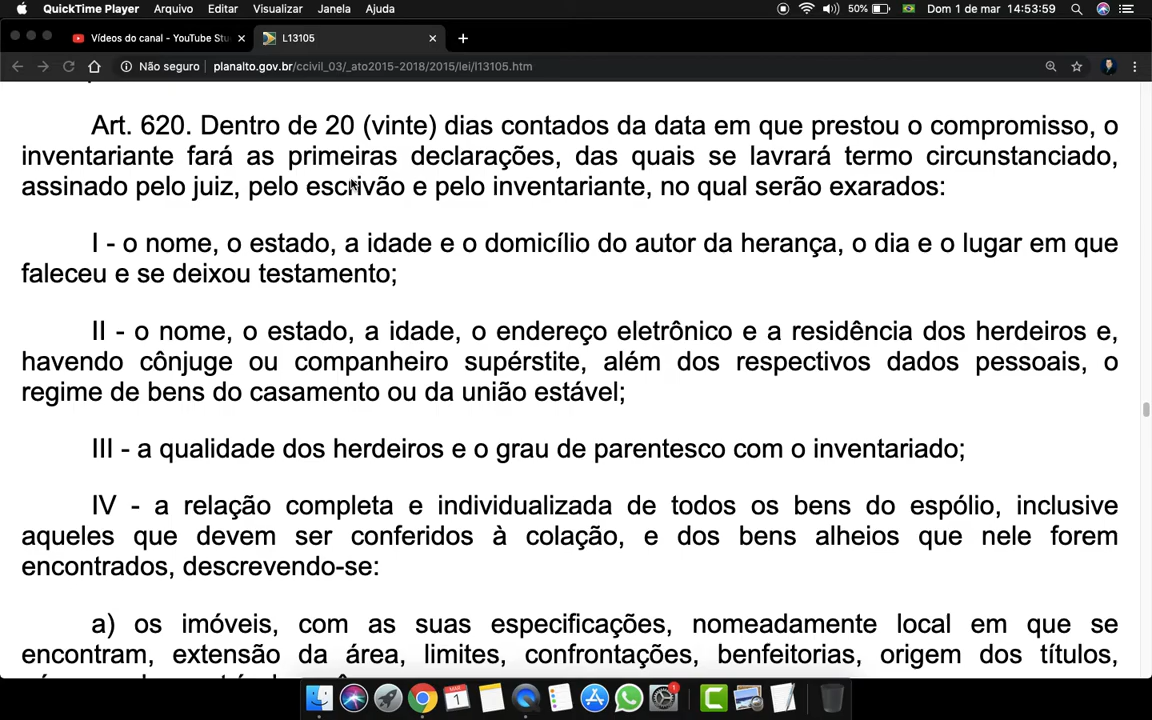 QuickTime Player Arquivo Editar Visualizar Janela Ajuda 50% Dom 1 de mar 14:53:59
Vídeos do canal - YouTube Stu L13105
Não seguro planalto.gov.br/ccivil_03/_ato2015-2018/2015/lei/l13105.htm
Art. 620. Dentro de 20 (vinte) dias contados da data em que prestou o compromisso, o
inventariante fará as primeiras declarações, das quais se lavrará termo circunstanciado,
assinado pelo juiz, pelo escrivão e pelo inventariante, no qual serão exarados:
I - o nome, o estado, a idade e o domicílio do autor da herança, o dia e o lugar em que
faleceu e se deixou testamento;
II - o nome, o estado, a idade, o endereço eletrônico e a residência dos herdeiros e,
havendo cônjuge ou companheiro supérstite, além dos respectivos dados pessoais, o
regime de bens do casamento ou da união estável;
III - a qualidade dos herdeiros e o grau de parentesco com o inventariado;
IV - a relação completa e individualizada de todos os bens do espólio, inclusive
aqueles que devem ser conferidos à colação, e dos bens alheios que nele forem
encontrados, descrevendo-se:
a) os imóveis, com as suas especificações, nomeadamente local em que se
encontram, extensão da área, limites, confrontações, benfeitorias, origem dos títulos,
MAR 1 1